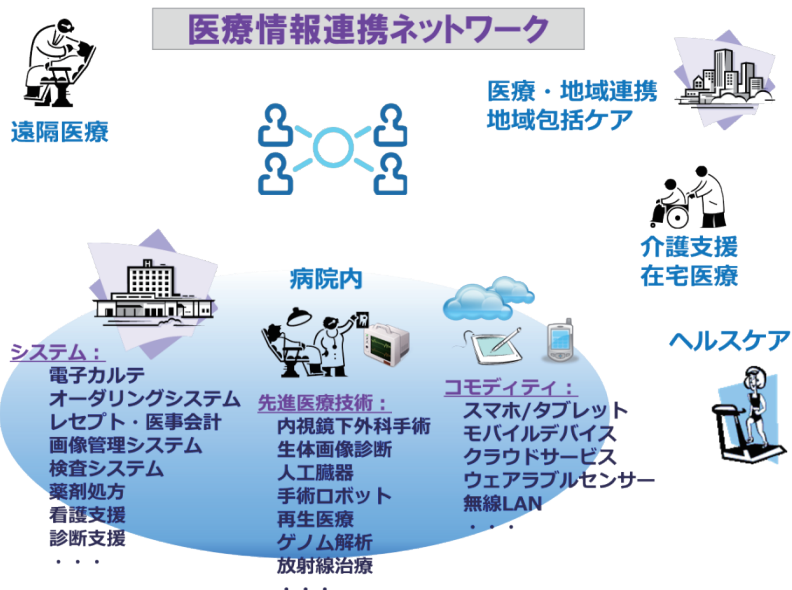 医療情報連携ネットワーク
遠隔医療
医療・地域連携
地域包括ケア
介護支援
在宅医療
ヘルスケア
病院内
システム：
電子カルテ
オーダリングシステム
レセプト・医事会計
画像管理システム
検査システム
薬剤処方
看護支援
診断支援
・・・
先進医療技術：
内視鏡下外科手術
生体画像診断
人工臓器
手術ロボット
再生医療
ゲノム解析
放射線治療
・・・
コモディティ：
スマホ/タブレット
モバイルデバイス
クラウドサービス
ウェアラブルセンサー
無線LAN
・・・